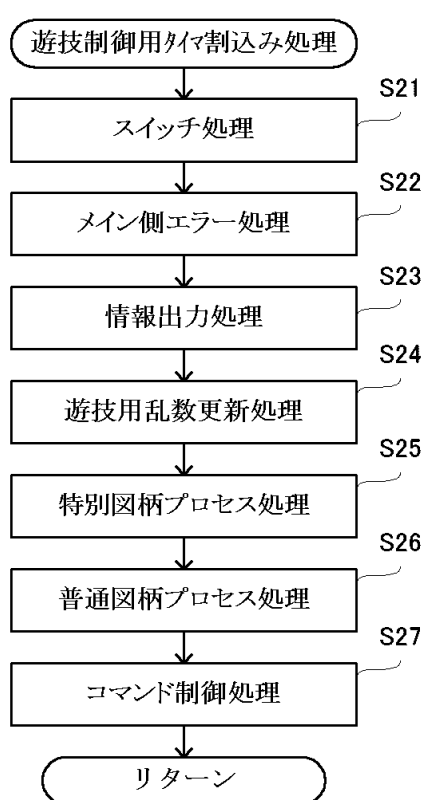 遊技制御用ﾀｲﾏ割込み処理
S21
スイッチ処理
S22
メイン側エラー処理
S23
情報出力処理
S24
遊技用乱数更新処理
S25
特別図柄プロセス処理
S26
普通図柄プロセス処理
S27
コマンド制御処理
リターン